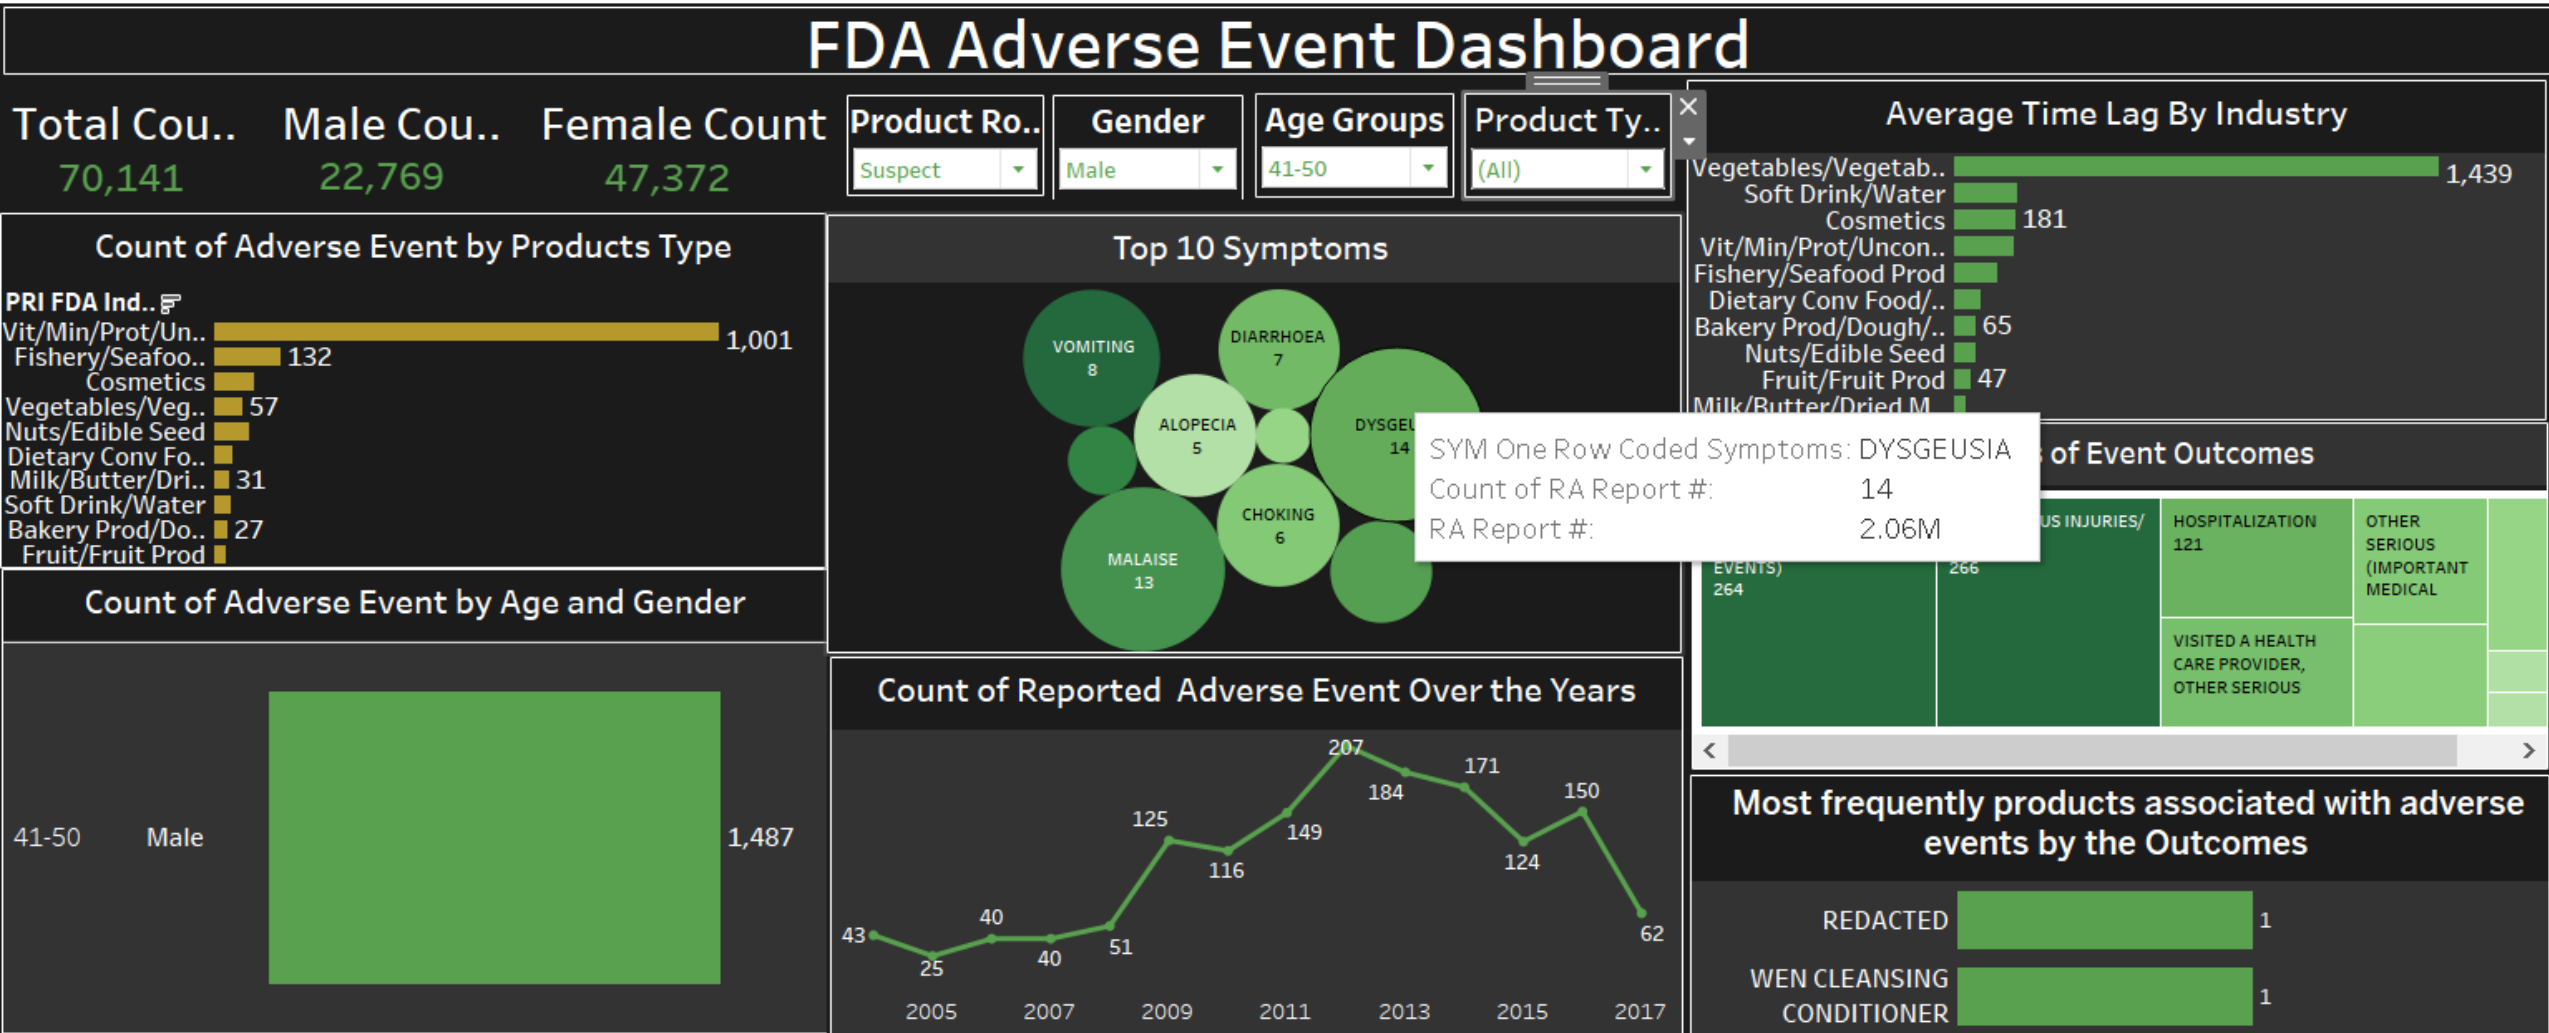 FDA Adverse Event Dashboard
Total Cou..
70,141
Male Cou..
22,769
Female Count
47,372
Product Ro..
Suspect
Gender
Male
Age Groups
41-50
Product Ty..
(All)
Average Time Lag By Industry
Vegetables/Vegetab.. 1,439
Soft Drink/Water
Cosmetics 181
Vit/Min/Prot/Uncon..
Fishery/Seafood Prod
Dietary Conv Food/..
Bakery Prod/Dough/.. 65
Nuts/Edible Seed
Fruit/Fruit Prod 47
Milk/Butter/Dried M
Count of Adverse Event by Products Type
PRI FDA Ind..
Vit/Min/Prot/Un.. 1,001
Fishery/Seafoo.. 132
Cosmetics
Vegetables/Veg.. 57
Nuts/Edible Seed
Dietary Conv Fo..
Milk/Butter/Dri.. 31
Soft Drink/Water
Bakery Prod/Do.. 27
Fruit/Fruit Prod
Top 10 Symptoms
VOMITING
8
DIARRHOEA
7
ALOPECIA
5
DYSGEU
14
CHOKING
6
MALAISE
13
SYM One Row Coded Symptoms: DYSGEUSIA
Count of RA Report #: 14
RA Report #: 2.06M
of Event Outcomes
EVENTS)
264
US INJURIES/
266
HOSPITALIZATION
121
VISITED A HEALTH
CARE PROVIDER,
OTHER SERIOUS
OTHER
SERIOUS
(IMPORTANT
MEDICAL
Count of Adverse Event by Age and Gender
41-50 Male 1,487
Count of Reported Adverse Event Over the Years
43
25
40
40
51
125
116
149
207
184
171
124
150
62
2005 2007 2009 2011 2013 2015 2017
Most frequently products associated with adverse
events by the Outcomes
REDACTED 1
WEN CLEANSING
CONDITIONER 1